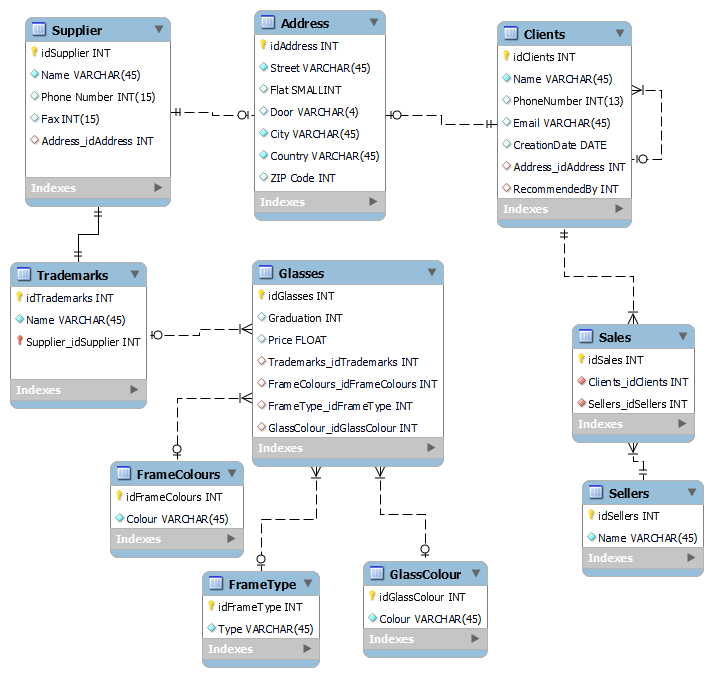 Supplier
idSupplier INT
Name VARCHAR(45)
Phone Number INT(15)
Fax INT(15)
Address_idAddress INT
Indexes
Address
idAddress INT
Street VARCHAR(45)
Flat SMALLINT
Door VARCHAR(4)
City VARCHAR(45)
Country VARCHAR(45)
ZIP Code INT
Indexes
Clients
idClients INT
Name VARCHAR(45)
PhoneNumber INT(13)
Email VARCHAR(45)
CreationDate DATE
Address_idAddress INT
RecommendedBy INT
Indexes
Trademarks
idTrademarks INT
Name VARCHAR(45)
Supplier_idSupplier INT
Indexes
Glasses
idGlasses INT
Graduation INT
Price FLOAT
Trademarks_idTrademarks INT
FrameColours_idFrameColours INT
FrameType_idFrameType INT
GlassColour_idGlassColour INT
Indexes
Sales
idSales INT
Clients_idClients INT
Sellers_idSellers INT
Indexes
FrameColours
idFrameColours INT
Colour VARCHAR(45)
Indexes
Sellers
idSellers INT
Name VARCHAR(45)
Indexes
FrameType
idFrameType INT
Type VARCHAR(45)
Indexes
GlassColour
idGlassColour INT
Colour VARCHAR(45)
Indexes